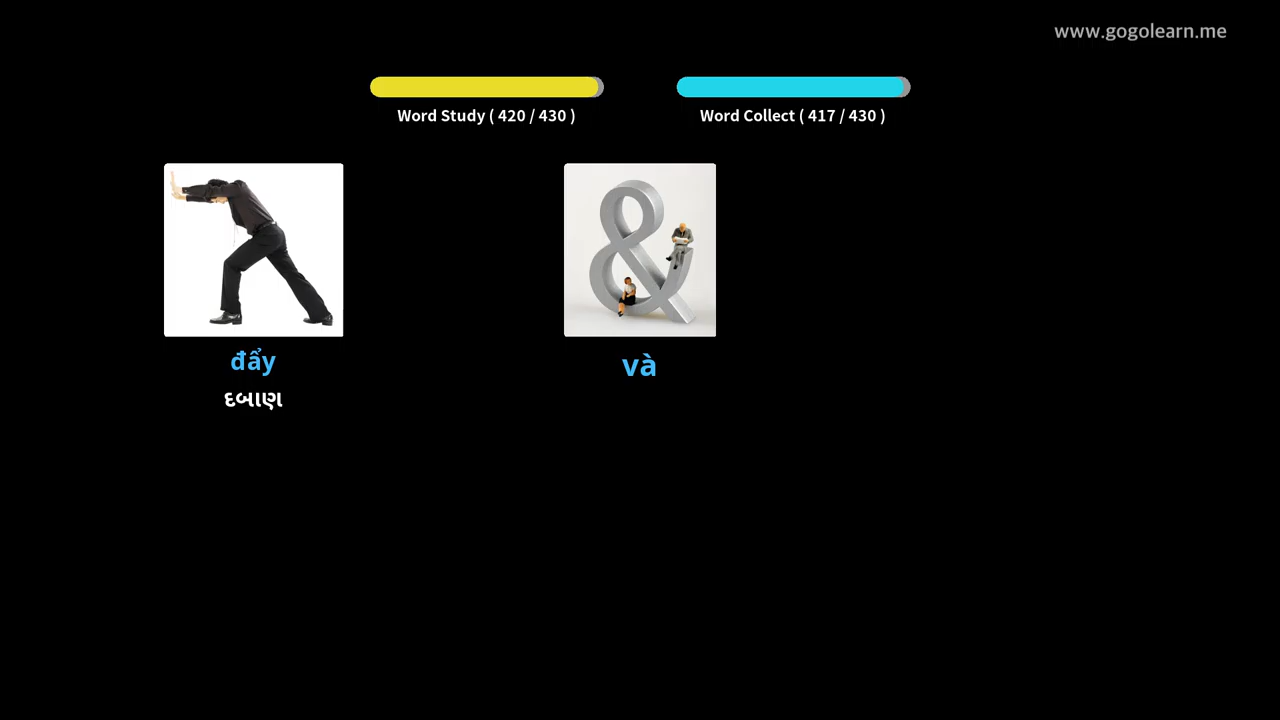 www.gogolearn.me
Word Study ( 420 / 430 )
Word Collect ( 417 / 430 )
&
đẩy
và
દબાણ